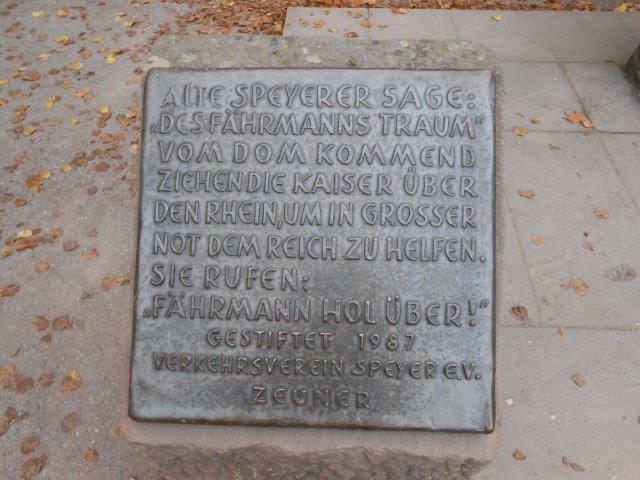 ALTE SPEYERER SAGE:
„DES FÄHRMANNS TRAUM"
VOM DOM KOMMEND
ZIEHEN DIE KAISER ÜBER
DEN RHEIN, UM IN GROSSER
NOT DEM REICH ZU HELFEN.
SIE RUFEN:
„FÄHRMANN HOL ÜBER!"
GESTIFTET 1987
VERKEHRSVEREIN SPEYER E.V.
ZEUNER